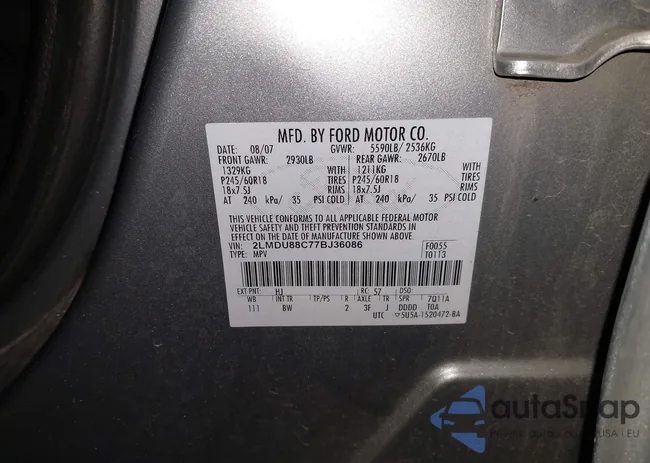 MFD. BY FORD MOTOR CO.
DATE: 08/07 GVWR: 5590LB/ 2536KG
FRONT GAWR: 2930LB REAR GAWR: 2670LB
1329KG WITH 1211KG WITH
P245/60R18 TIRES P245/60R18 TIRES
18x7.5J RIMS 18x7.5J RIMS
AT 240 kPa/ 35 PSI COLD AT 240 kPa/ 35 PSI COLD
THIS VEHICLE CONFORMS TO ALL APPLICABLE FEDERAL MOTOR
VEHICLE SAFETY AND THEFT PREVENTION STANDARDS IN
EFFECT ON THE DATE OF MANUFACTURE SHOWN ABOVE.
VIN: 2LMDU88C77BJ36086 F0055
TYPE: MPV T0113
EXT PNT: HJ RC: 57 DSO:
WB INT TR TP/PS R AXLE TR SPR 7Q11A
111 BW 2 3F J DDDD T0A
UTC 5U5A-1520472-BA
autaSnap
USA - EU